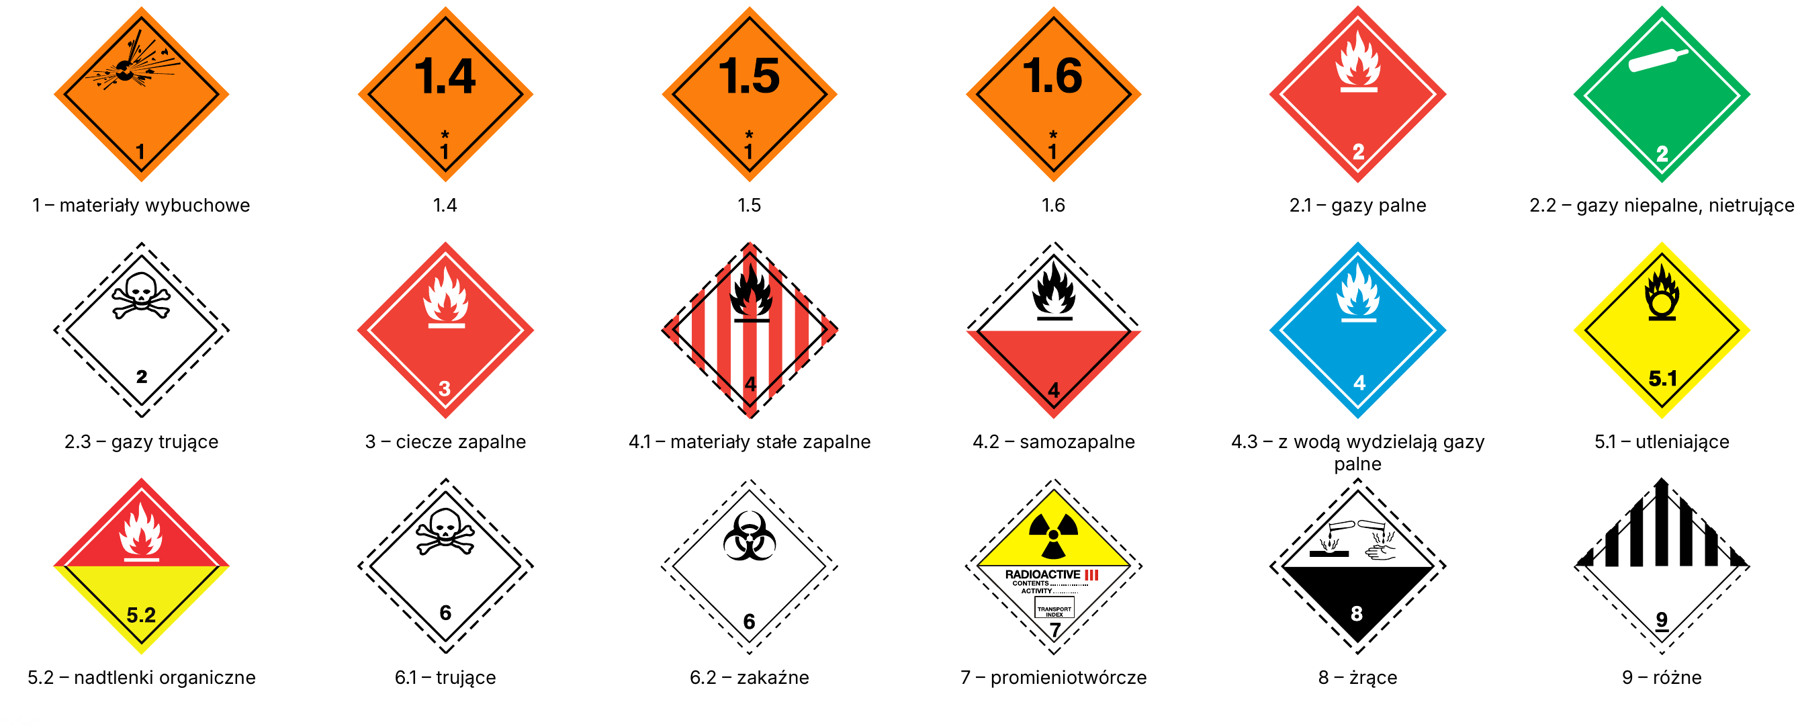 1
1 – materiały wybuchowe
1.4
*
1
1.4
1.5
*
1
1.5
1.6
*
1
1.6
2
2.1 – gazy palne
2
2.2 – gazy niepalne, nietrujące
2
2.3 – gazy trujące
3
3 – ciecze zapalne
4
4.1 – materiały stałe zapalne
4
4.2 – samozapalne
4
4.3 – z wodą wydzielają gazy
palne
5.1
5.1 – utleniające
5.2
5.2 – nadtlenki organiczne
6
6.1 – trujące
6
6.2 – zakaźne
RADIOACTIVE III
CONTENTS
ACTIVITY
TRANSPORT
INDEX
7
7 – promieniotwórcze
8
8 – żrące
9
9 – różne